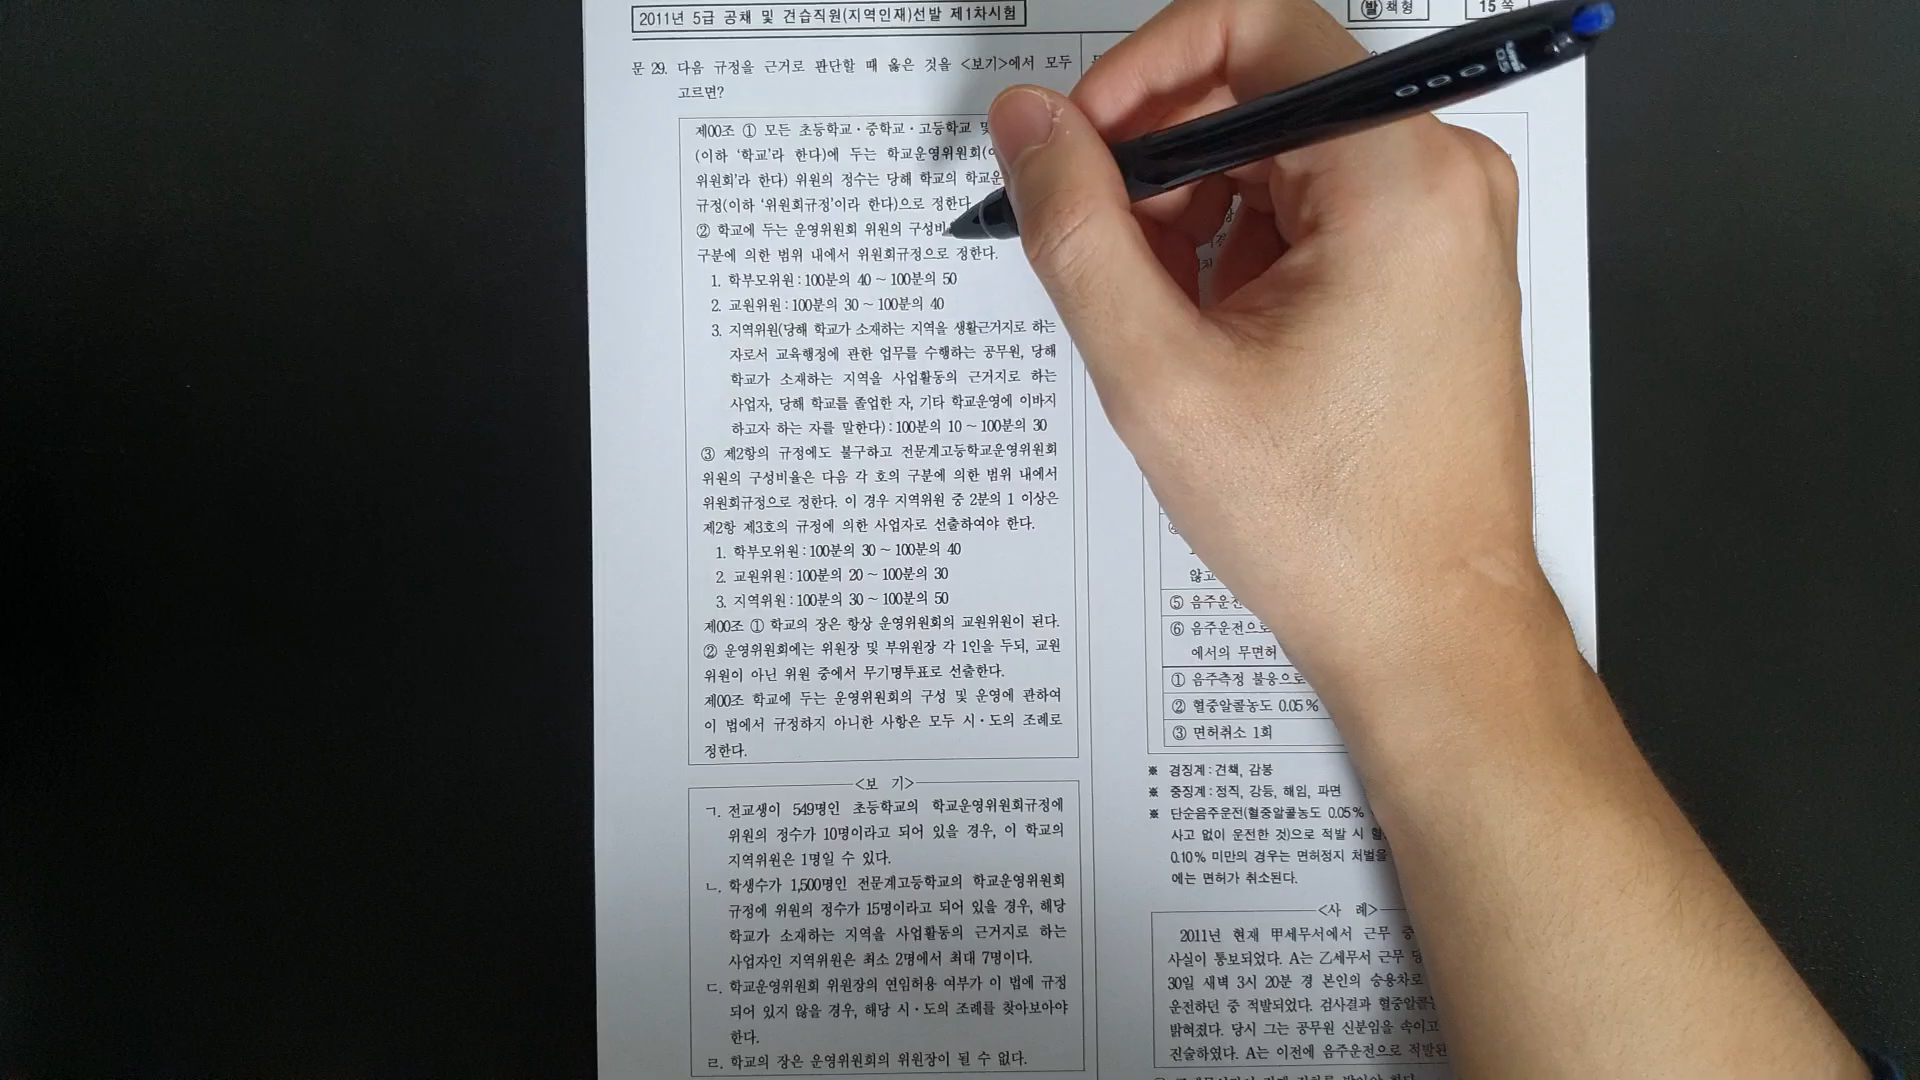 2011년 5급 공채 및 견습직원(지역인재)선발 제1차시험
발 책형
15 쪽
문 29. 다음 규정을 근거로 판단할 때 옳은 것을 <보기>에서 모두
고르면?
제00조 ① 모든 초등학교·중학교·고등학교 및
(이하 '학교'라 한다)에 두는 학교운영위원회(
위원회'라 한다) 위원의 정수는 당해 학교의 학교운
규정(이하 '위원회규정'이라 한다)으로 정한다
② 학교에 두는 운영위원회 위원의 구성비
구분에 의한 범위 내에서 위원회규정으로 정한다.
1. 학부모위원 : 100분의 40 ~ 100분의 50
2. 교원위원 : 100분의 30 ~ 100분의 40
3. 지역위원(당해 학교가 소재하는 지역을 생활근거지로 하는
자로서 교육행정에 관한 업무를 수행하는 공무원, 당해
학교가 소재하는 지역을 사업활동의 근거지로 하는
사업자, 당해 학교를 졸업한 자, 기타 학교운영에 이바지
하고자 하는 자를 말한다) : 100분의 10 ~ 100분의 30
③ 제2항의 규정에도 불구하고 전문계고등학교운영위원회
위원의 구성비율은 다음 각 호의 구분에 의한 범위 내에서
위원회규정으로 정한다. 이 경우 지역위원 중 2분의 1 이상은
제2항 제3호의 규정에 의한 사업자로 선출하여야 한다.
1. 학부모위원 : 100분의 30 ~ 100분의 40
2. 교원위원 : 100분의 20 ~ 100분의 30
3. 지역위원 : 100분의 30 ~ 100분의 50
제00조 ① 학교의 장은 항상 운영위원회의 교원위원이 된다.
② 운영위원회에는 위원장 및 부위원장 각 1인을 두되, 교원
위원이 아닌 위원 중에서 무기명투표로 선출한다.
제00조 학교에 두는 운영위원회의 구성 및 운영에 관하여
이 법에서 규정하지 아니한 사항은 모두 시·도의 조례로
정한다.
<보 기>
ㄱ. 전교생이 549명인 초등학교의 학교운영위원회규정에
위원의 정수가 10명이라고 되어 있을 경우, 이 학교의
지역위원은 1명일 수 있다.
ㄴ. 학생수가 1,500명인 전문계고등학교의 학교운영위원회
규정에 위원의 정수가 15명이라고 되어 있을 경우, 해당
학교가 소재하는 지역을 사업활동의 근거지로 하는
사업자인 지역위원은 최소 2명에서 최대 7명이다.
ㄷ. 학교운영위원회 위원장의 연임허용 여부가 이 법에 규정
되어 있지 않을 경우, 해당 시·도의 조례를 찾아보아야
한다.
ㄹ. 학교의 장은 운영위원회의 위원장이 될 수 없다.
않고
⑤ 음주운전
⑥ 음주운전으로
에서의 무면허
① 음주측정 불응으로
② 혈중알콜농도 0.05%
③ 면허취소 1회
※ 경징계 : 견책, 감봉
※ 중징계 : 정직, 강등, 해임, 파면
※ 단순음주운전(혈중알콜농도 0.05%
사고 없이 운전한 것)으로 적발 시
0.10% 미만의 경우는 면허정지 처벌을
에는 면허가 취소된다.
<사 례>
2011년 현재 甲세무서에서 근무 중
사실이 통보되었다. A는 乙세무서 근무
30일 새벽 3시 20분 경 본인의 승용차로
운전하던 중 적발되었다. 검사결과 혈중알콜
밝혀졌다. 당시 그는 공무원 신분임을 속이고
진술하였다. A는 이전에 음주운전으로 적발된